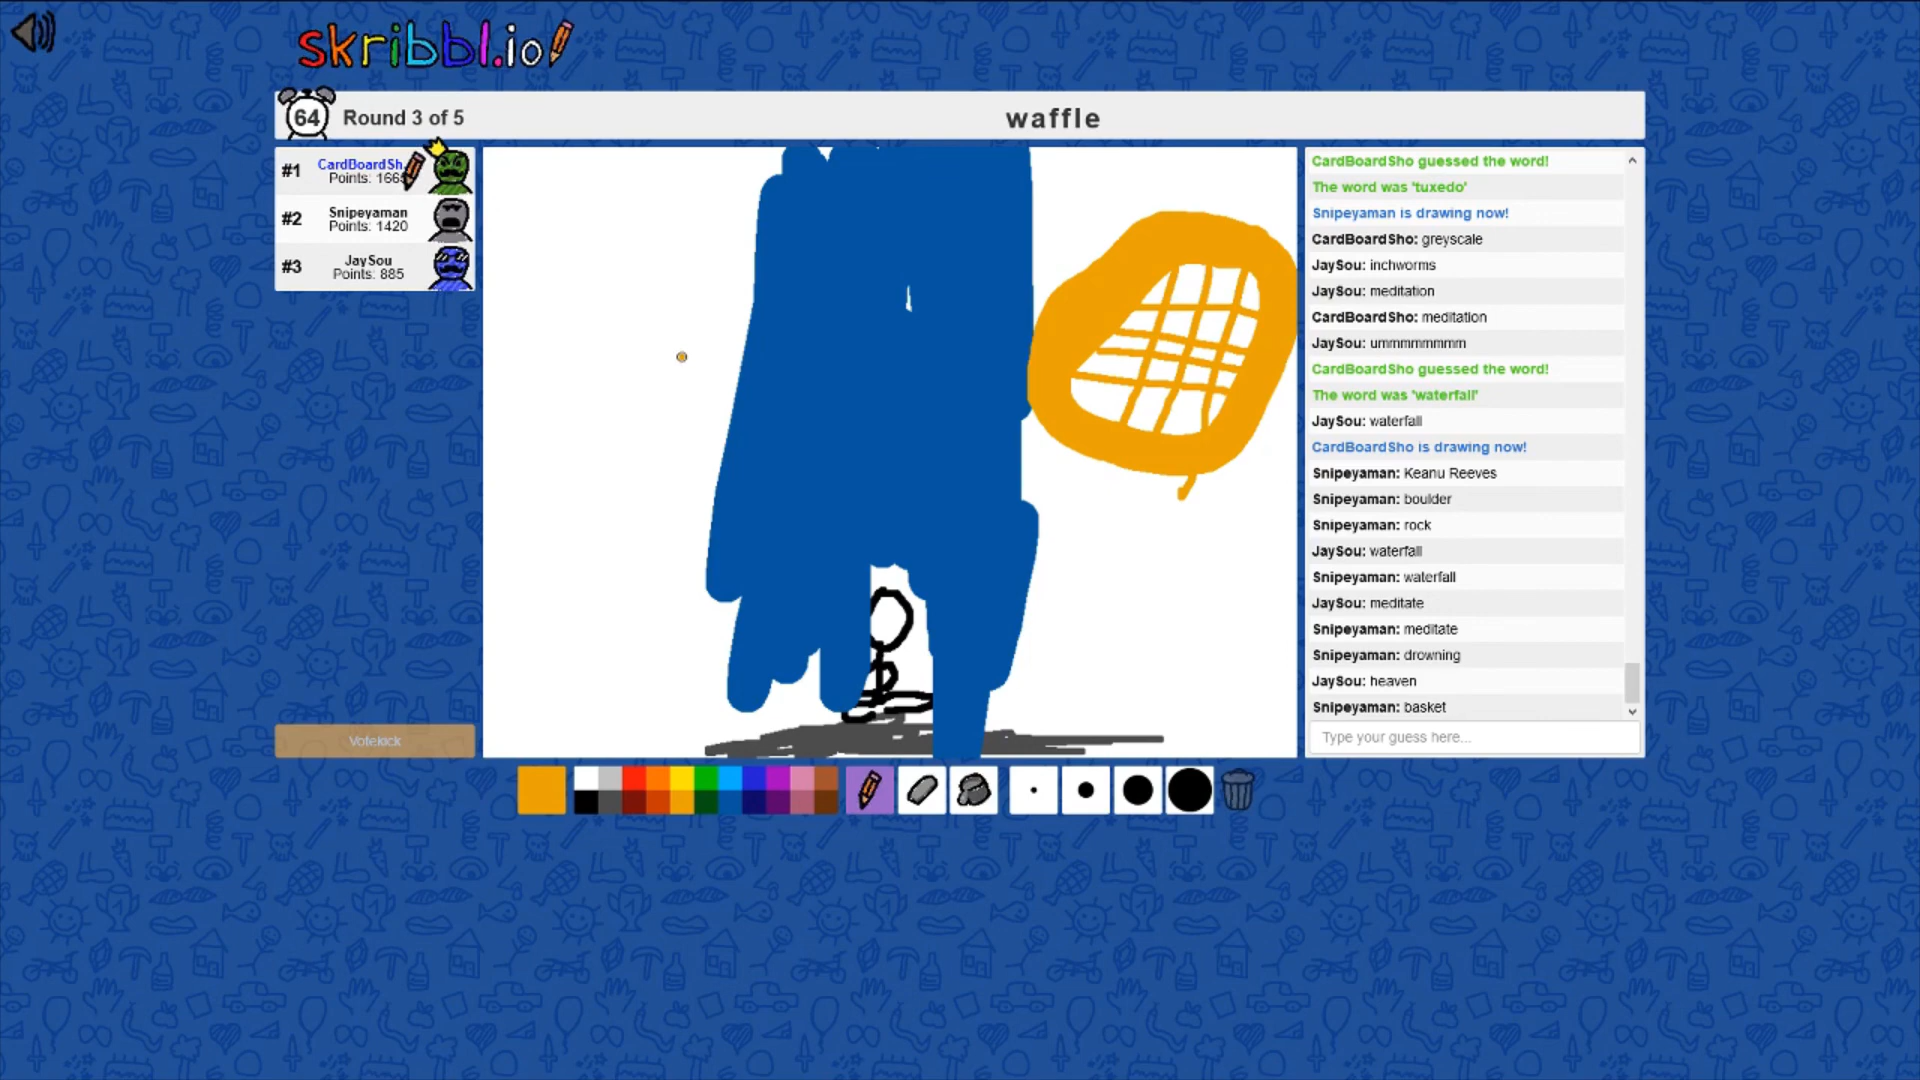 skribbl.io
64
Round 3 of 5
waffle
#1
CardBoardSh
Points: 1665
#2
Snipeyaman
Points: 1420
#3
JaySou
Points: 885
Votekick
CardBoardSho guessed the word!
The word was 'tuxedo'
Snipeyaman is drawing now!
CardBoardSho: greyscale
JaySou: inchworms
JaySou: meditation
CardBoardSho: meditation
JaySou: ummmmmmmm
CardBoardSho guessed the word!
The word was 'waterfall'
JaySou: waterfall
CardBoardSho is drawing now!
Snipeyaman: Keanu Reeves
Snipeyaman: boulder
Snipeyaman: rock
JaySou: waterfall
Snipeyaman: waterfall
JaySou: meditate
Snipeyaman: meditate
Snipeyaman: drowning
JaySou: heaven
Snipeyaman: basket
Type your guess here...